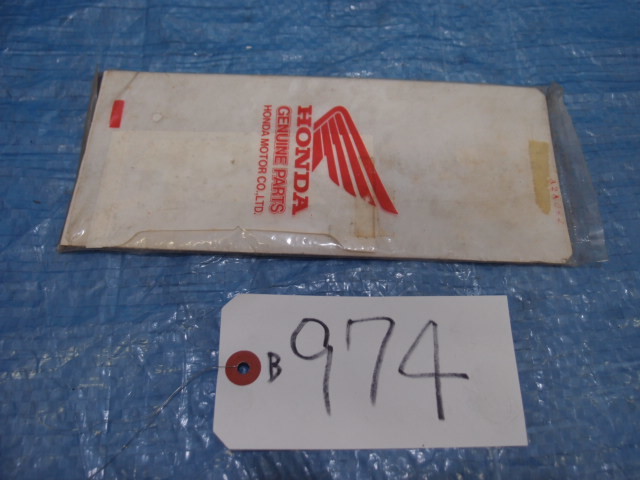 HONDA
GENUINE PARTS
HONDA MOTOR CO.,LTD.
B 974